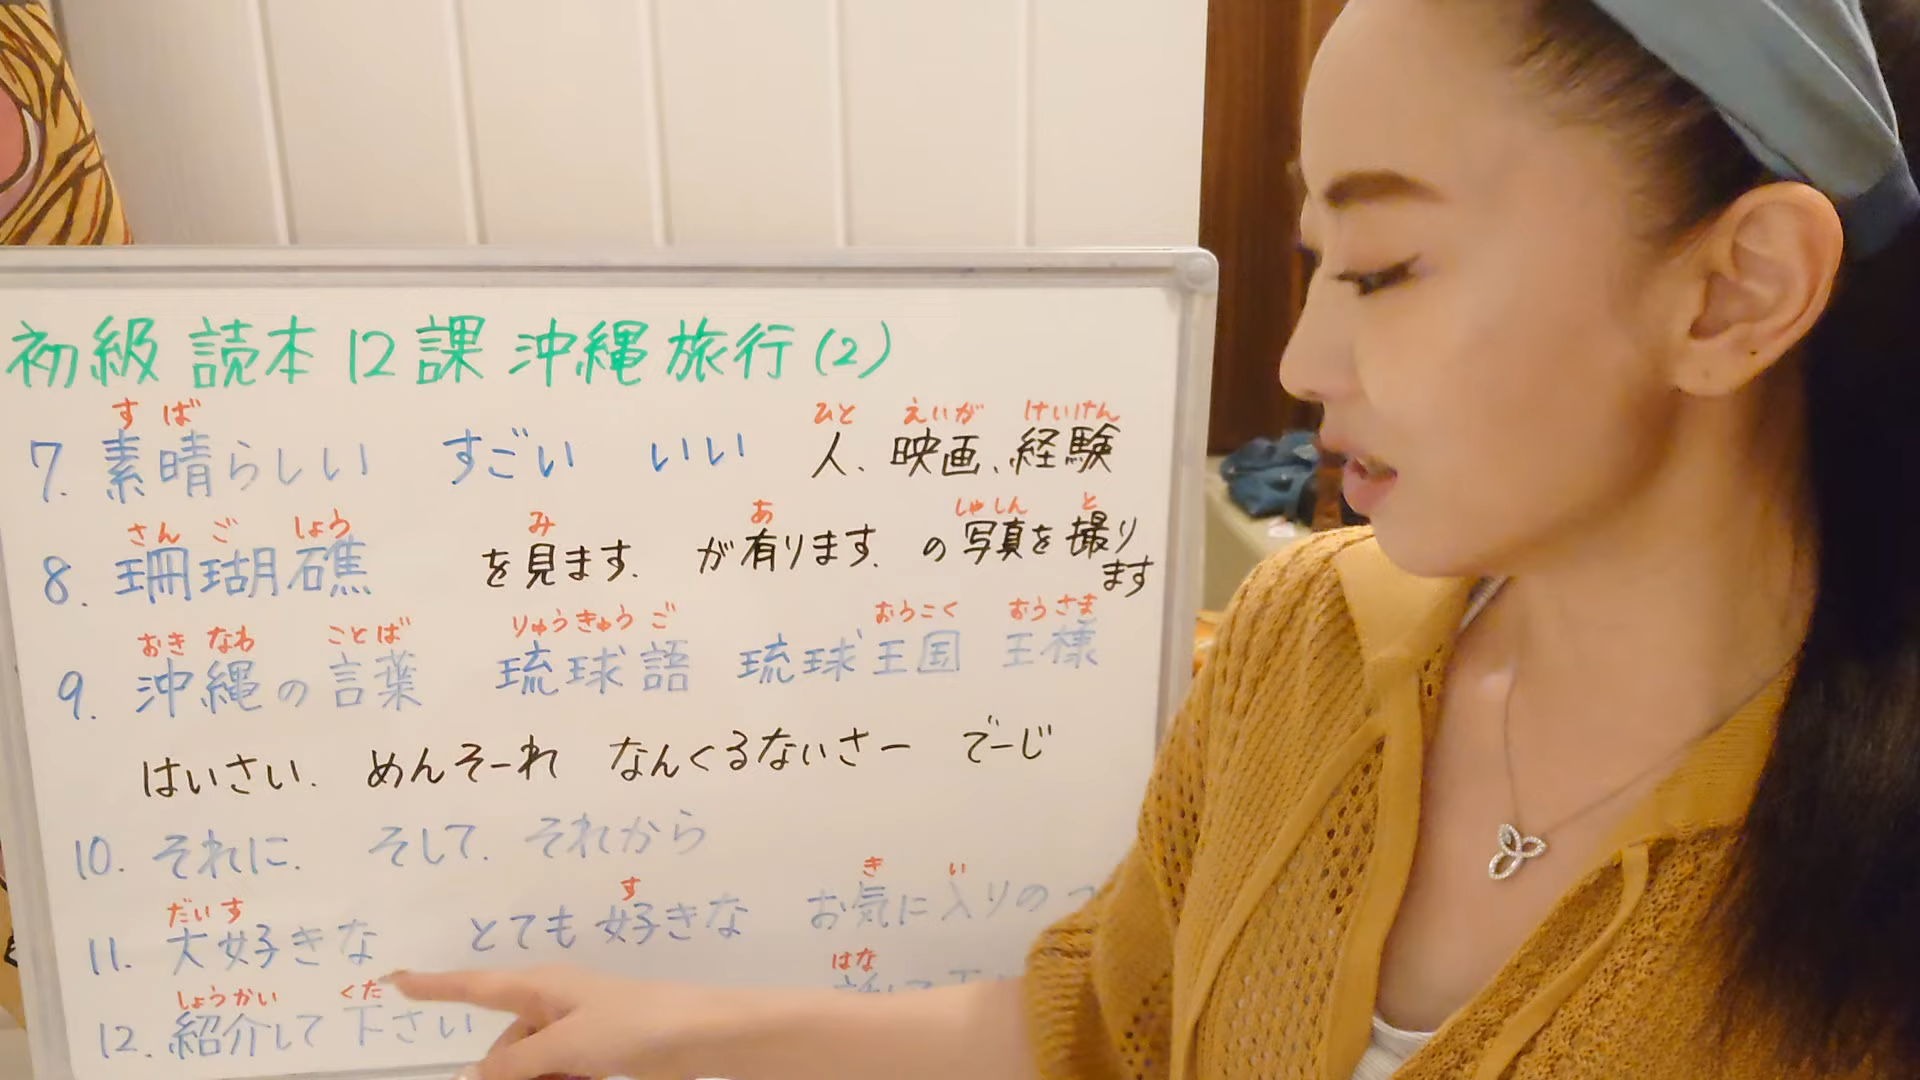 初級 読本 12課 沖縄 旅行 (2)
す ば ひと えいが けいけん
7. 素晴らしい すごい いい 人、映画、経験
さん ご しょう み あ しゃしん と
8. 珊瑚礁 を見ます. が有ります. の写真を撮り
ます
おき なわ ことば りゅうきゅう ご おうこく おうさま
9. 沖縄の言葉 琉球語 琉球王国 王様
はいさい. めんそーれ なんくるないさー でーじ
10. それに. そして. それから
だい す す き い
11. 大好きな とても好きな お気に入りの
しょうかい くだ はな
12. 紹介して下さい